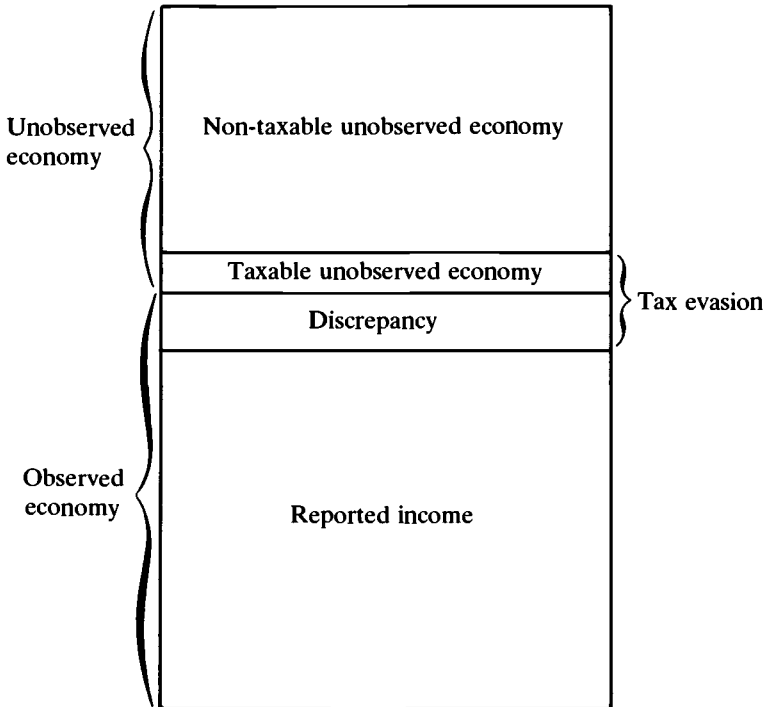 Unobserved
economy
Non-taxable unobserved economy
Taxable unobserved economy
Discrepancy
Tax evasion
Observed
economy
Reported income